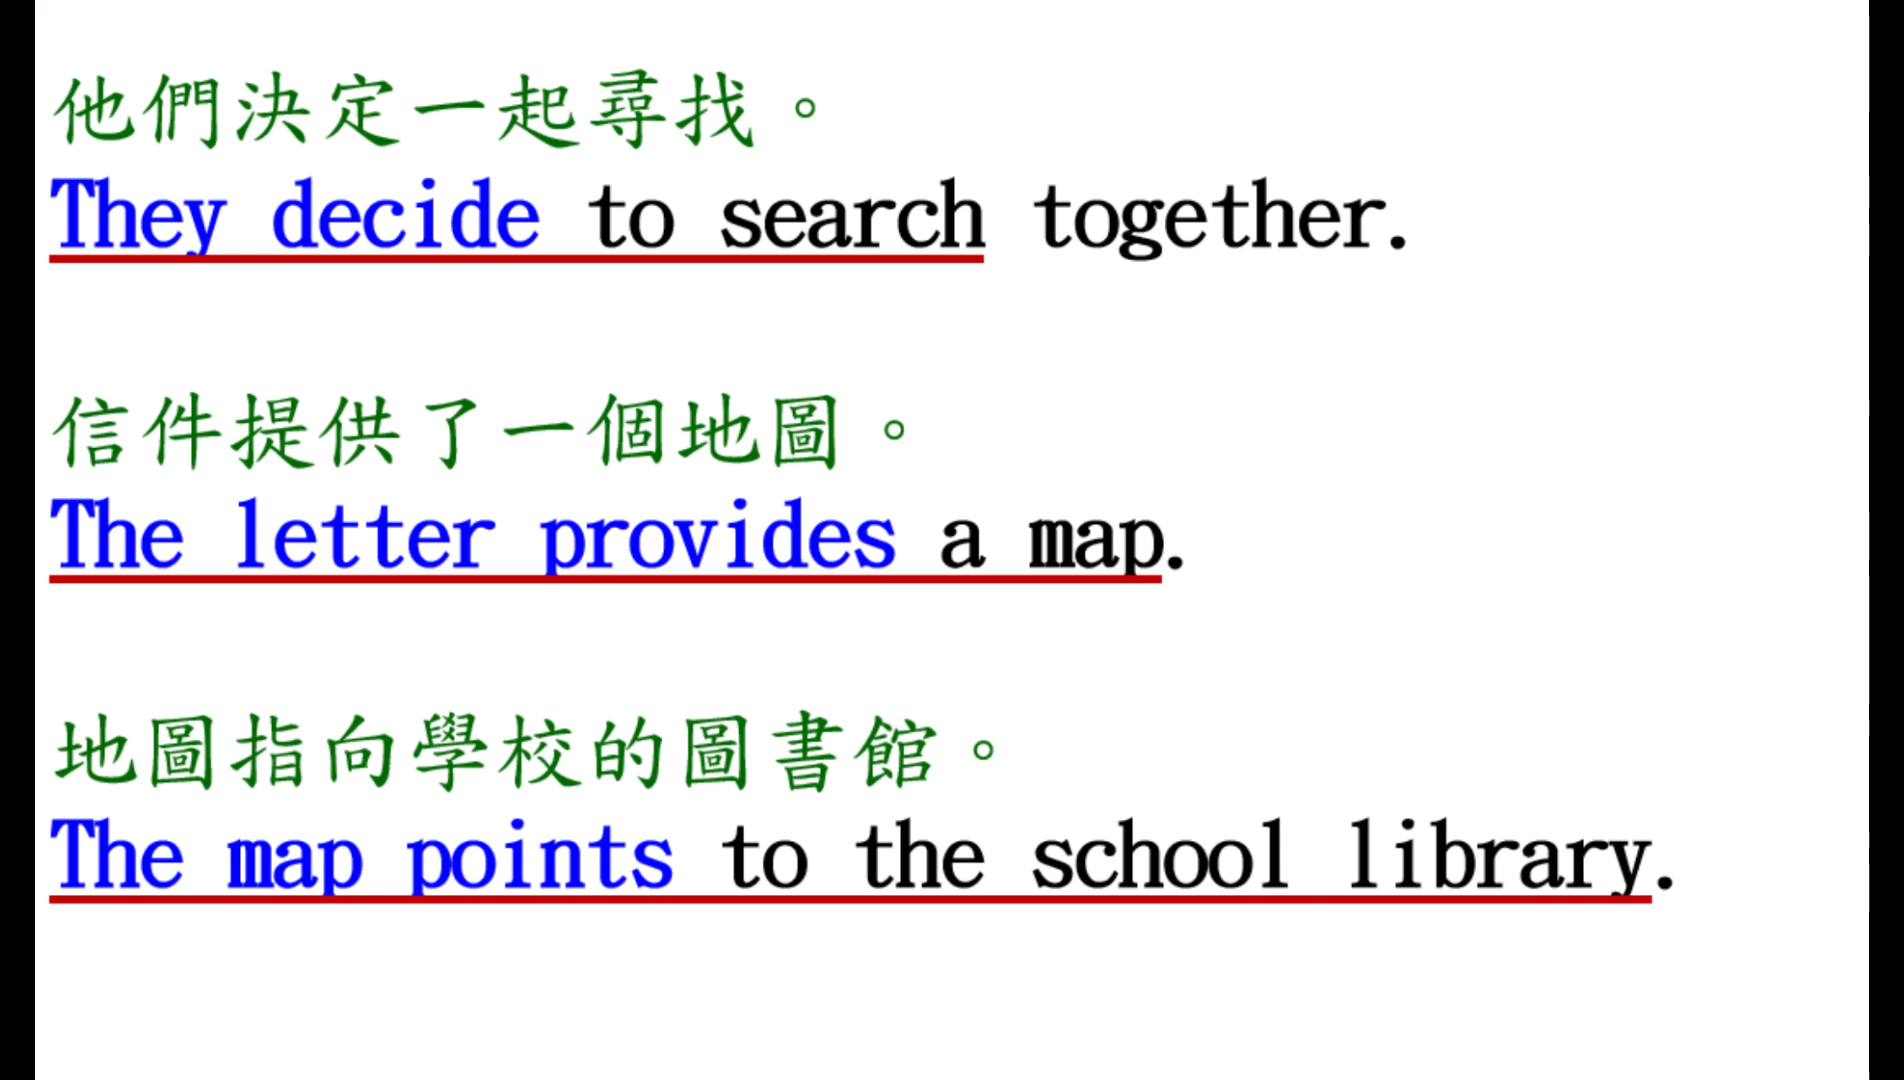 他們決定一起尋找。
They decide to search together.
信件提供了一個地圖。
The letter provides a map.
地圖指向學校的圖書館。
The map points to the school library.